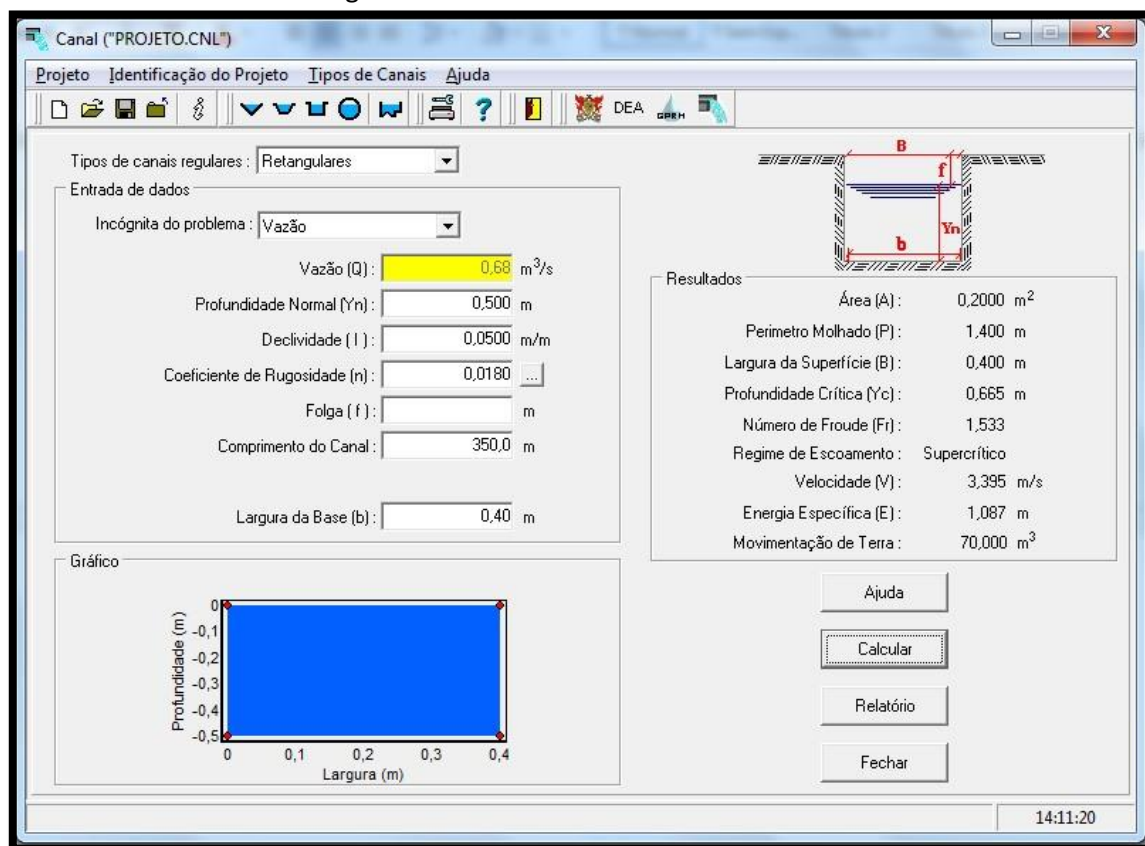 Canal ("PROJETO.CNL")
Projeto Identificação do Projeto Tipos de Canais Ajuda
DEA GPRH
Tipos de canais regulares : Retangulares
Entrada de dados
Incógnita do problema : Vazão
Vazão (Q) : 0,68 m³/s
Profundidade Normal (Yn) : 0,500 m
Declividade ( I ) : 0,0500 m/m
Coeficiente de Rugosidade (n) : 0,0180 ...
Folga ( f ) : m
Comprimento do Canal : 350,0 m
Largura da Base (b) : 0,40 m
B
f
Yn
b
Resultados
Área (A) : 0,2000 m²
Perimetro Molhado (P) : 1,400 m
Largura da Superfície (B) : 0,400 m
Profundidade Crítica (Yc) : 0,665 m
Número de Froude (Fr) : 1,533
Regime de Escoamento : Supercrítico
Velocidade (V) : 3,395 m/s
Energia Específica (E) : 1,087 m
Movimentação de Terra : 70,000 m³
Gráfico
Profundidade (m)
0
-0,1
-0,2
-0,3
-0,4
-0,5
0 0,1 0,2 0,3 0,4
Largura (m)
Ajuda
Calcular
Relatório
Fechar
14:11:20